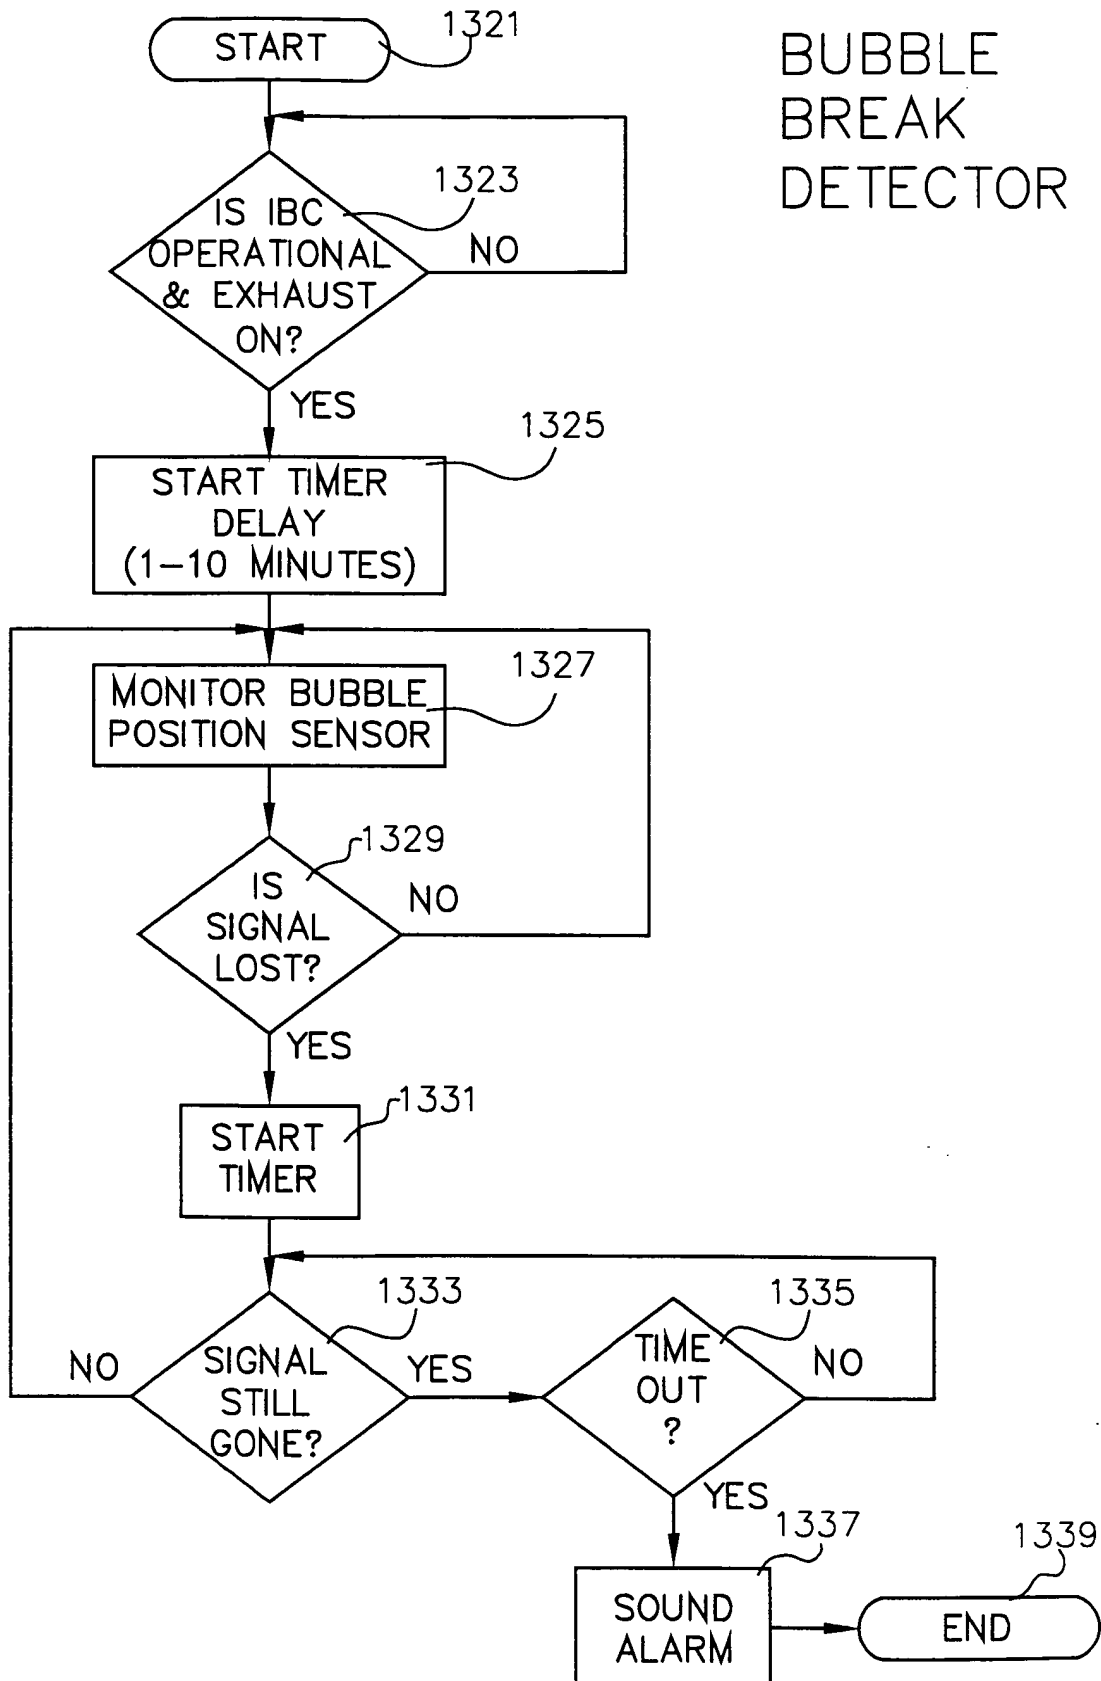 START
1321
BUBBLE
BREAK
DETECTOR
1323
IS IBC
OPERATIONAL
& EXHAUST
ON?
NO
YES
1325
START TIMER
DELAY
(1-10 MINUTES)
1327
MONITOR BUBBLE
POSITION SENSOR
1329
IS
SIGNAL
LOST?
NO
YES
1331
START
TIMER
1333
SIGNAL
STILL
GONE?
NO
YES
1335
TIME
OUT
?
NO
YES
1337
SOUND
ALARM
1339
END